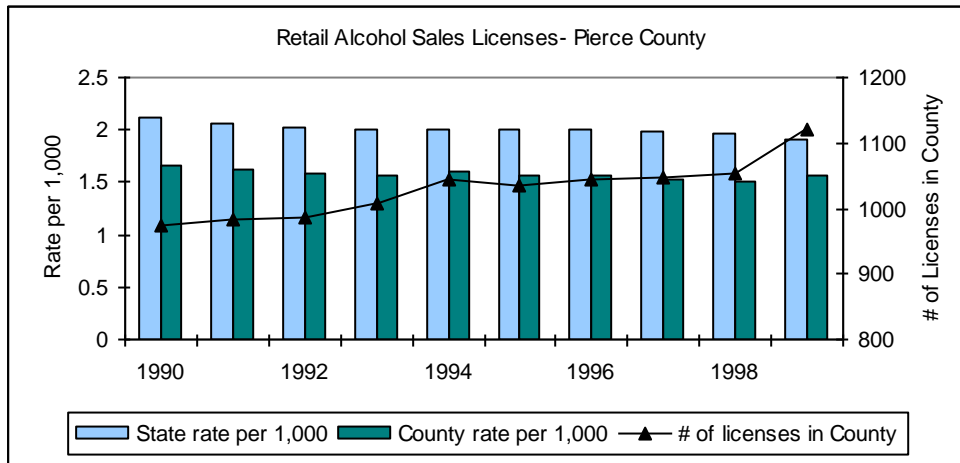 Retail Alcohol Sales Licenses- Pierce County
Rate per 1,000
2.5
2
1.5
1
0.5
0
1200
1100
1000
900
800
# of Licenses in County
1990 1992 1994 1996 1998
State rate per 1,000 County rate per 1,000 # of licenses in County